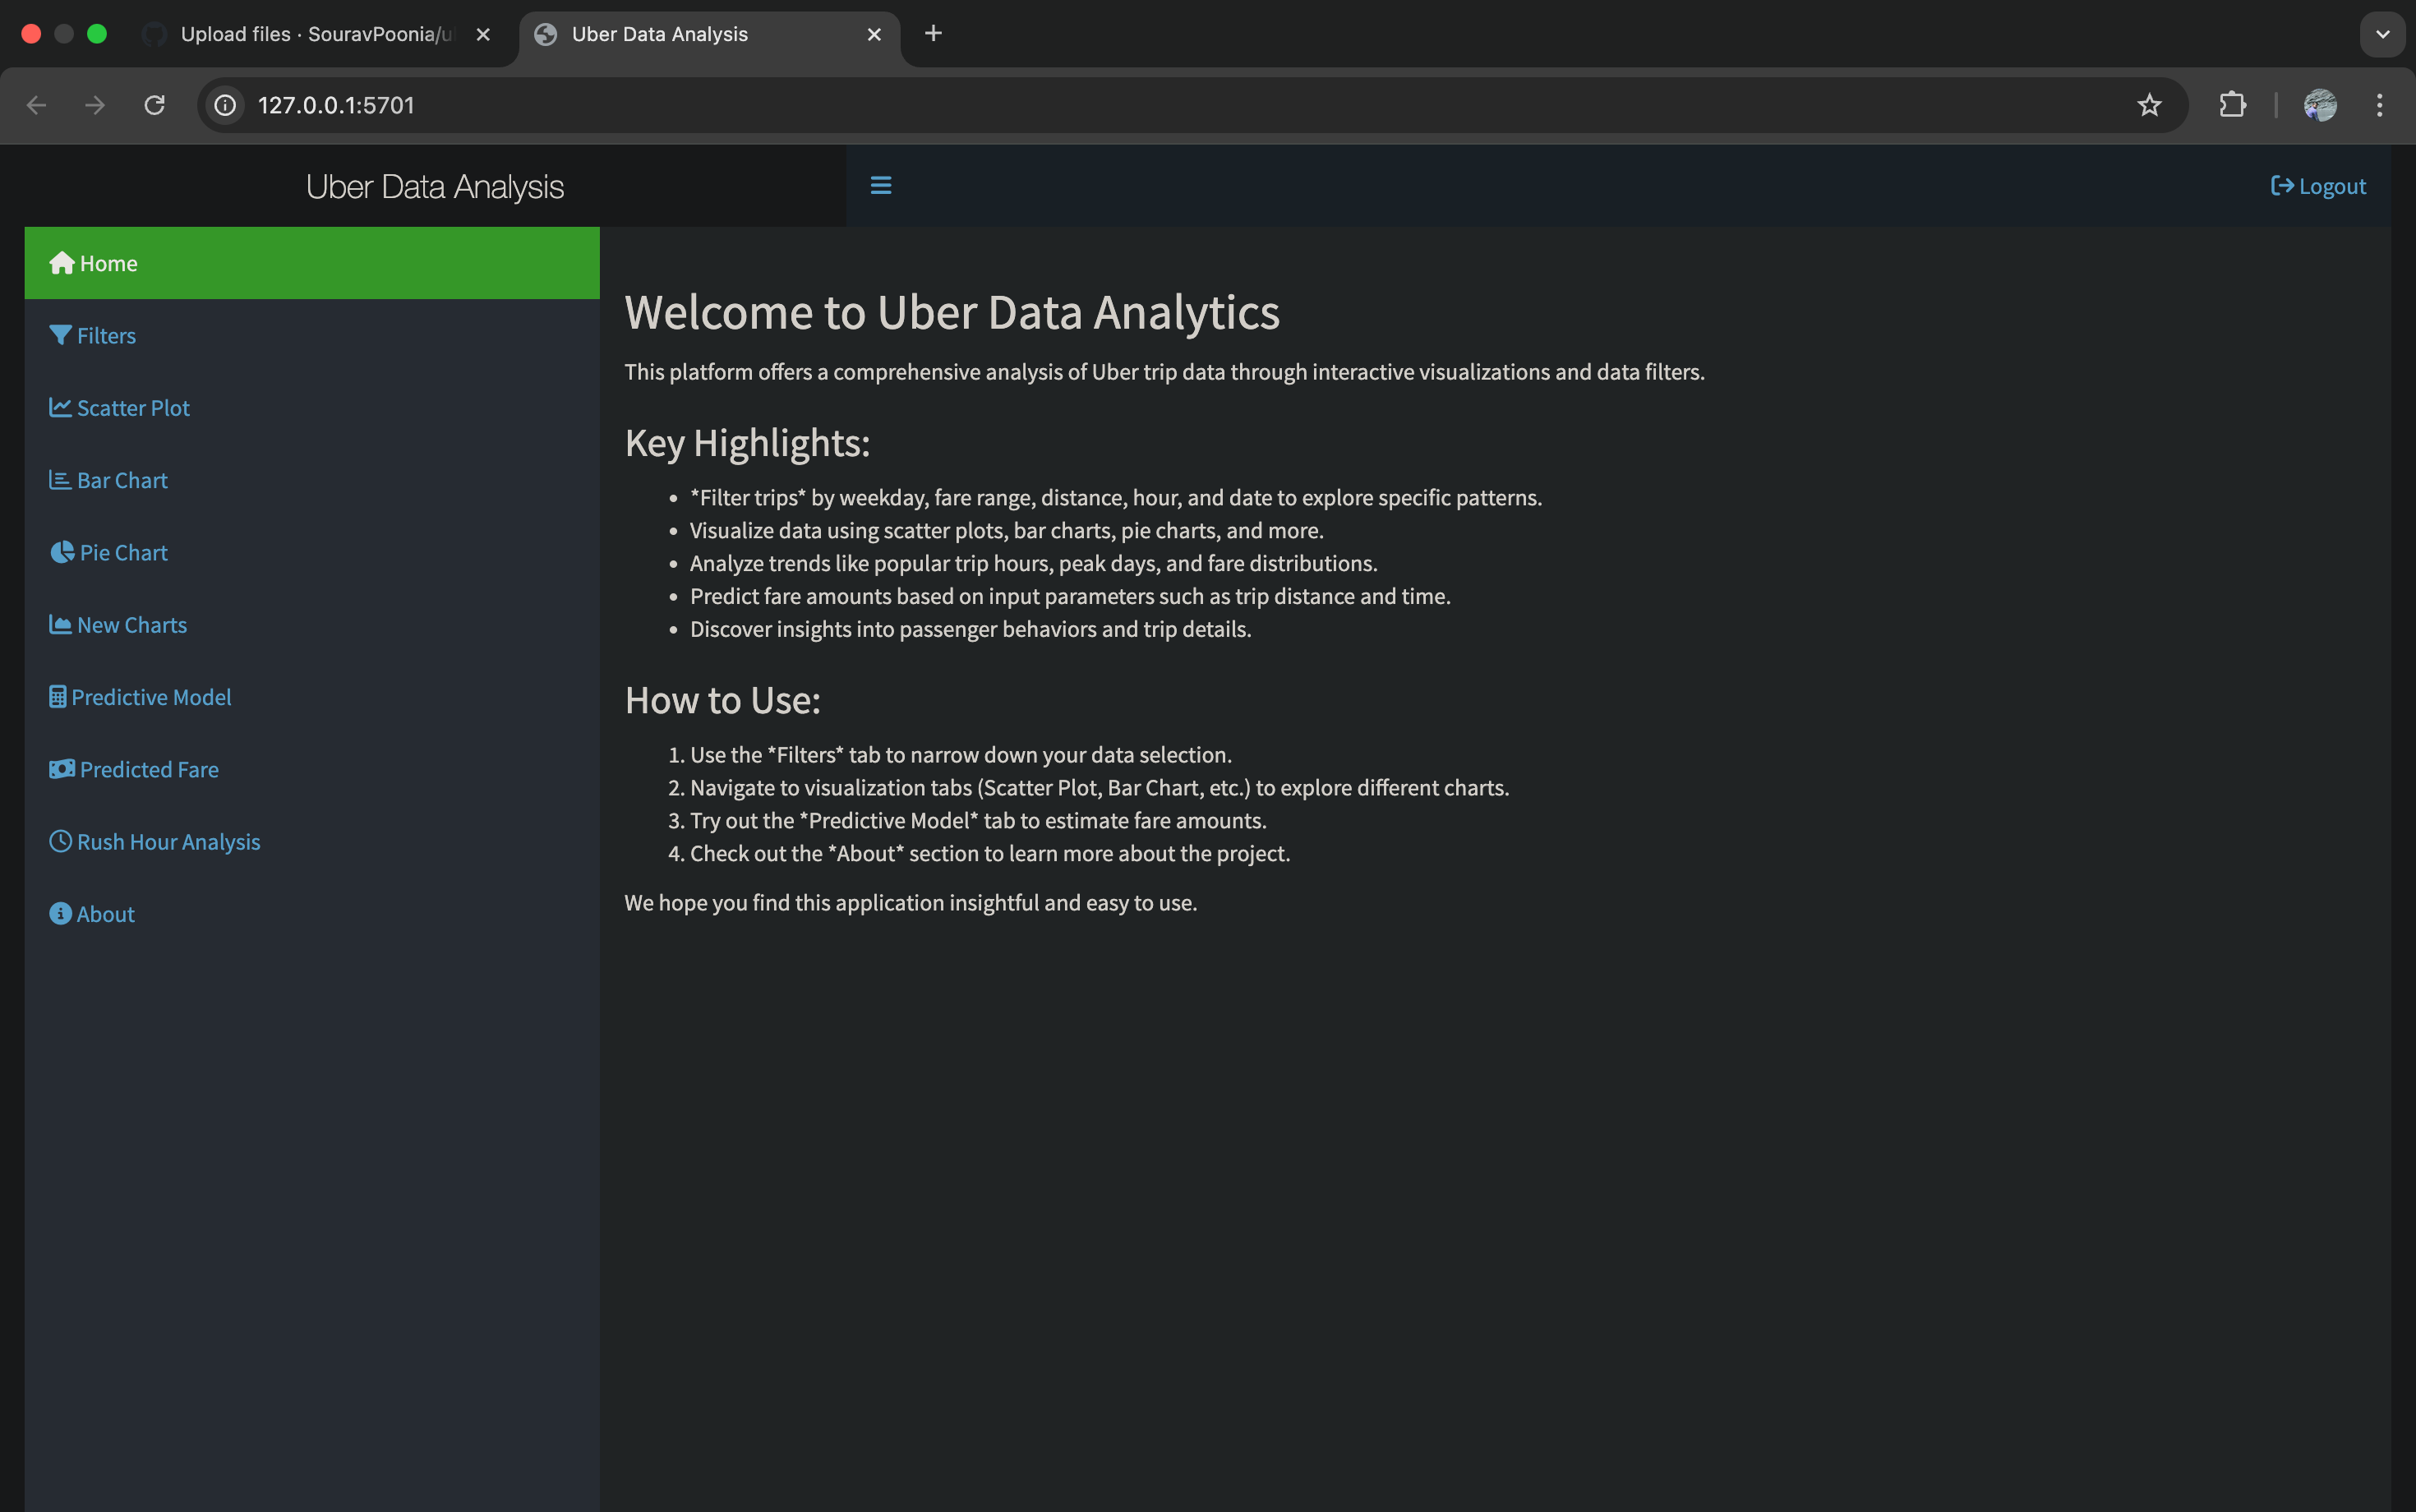 Upload files · SouravPoonia/u
Uber Data Analysis
127.0.0.1:5701
Uber Data Analysis
Logout
Home
Filters
Scatter Plot
Bar Chart
Pie Chart
New Charts
Predictive Model
Predicted Fare
Rush Hour Analysis
About
Welcome to Uber Data Analytics
This platform offers a comprehensive analysis of Uber trip data through interactive visualizations and data filters.
Key Highlights:
• *Filter trips* by weekday, fare range, distance, hour, and date to explore specific patterns.
• Visualize data using scatter plots, bar charts, pie charts, and more.
• Analyze trends like popular trip hours, peak days, and fare distributions.
• Predict fare amounts based on input parameters such as trip distance and time.
• Discover insights into passenger behaviors and trip details.
How to Use:
1. Use the *Filters* tab to narrow down your data selection.
2. Navigate to visualization tabs (Scatter Plot, Bar Chart, etc.) to explore different charts.
3. Try out the *Predictive Model* tab to estimate fare amounts.
4. Check out the *About* section to learn more about the project.
We hope you find this application insightful and easy to use.